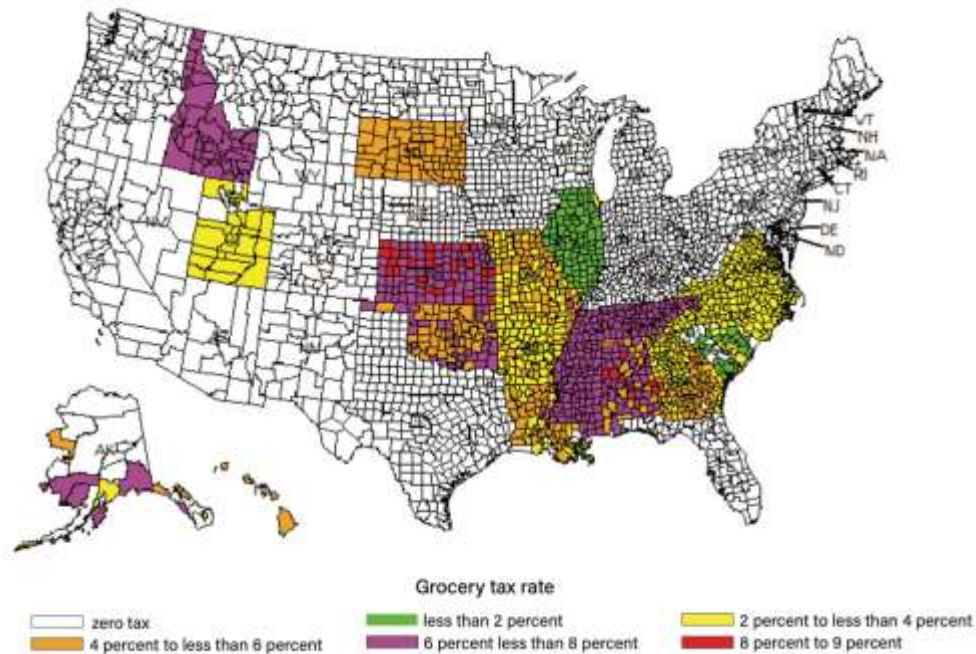 WY
AK
VT
NH
MA
RI
CT
NJ
DE
MD
Grocery tax rate
zero tax
less than 2 percent
2 percent to less than 4 percent
4 percent to less than 6 percent
6 percent less than 8 percent
8 percent to 9 percent